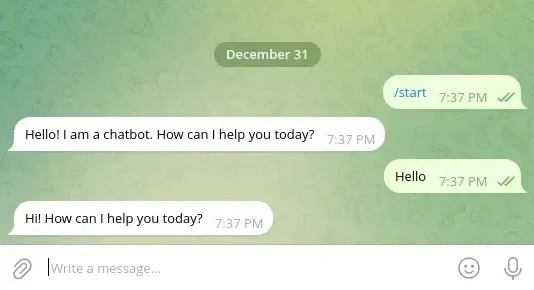 December 31
/start 7:37 PM
Hello! I am a chatbot. How can I help you today? 7:37 PM
Hello 7:37 PM
Hi! How can I help you today? 7:37 PM
Write a message...